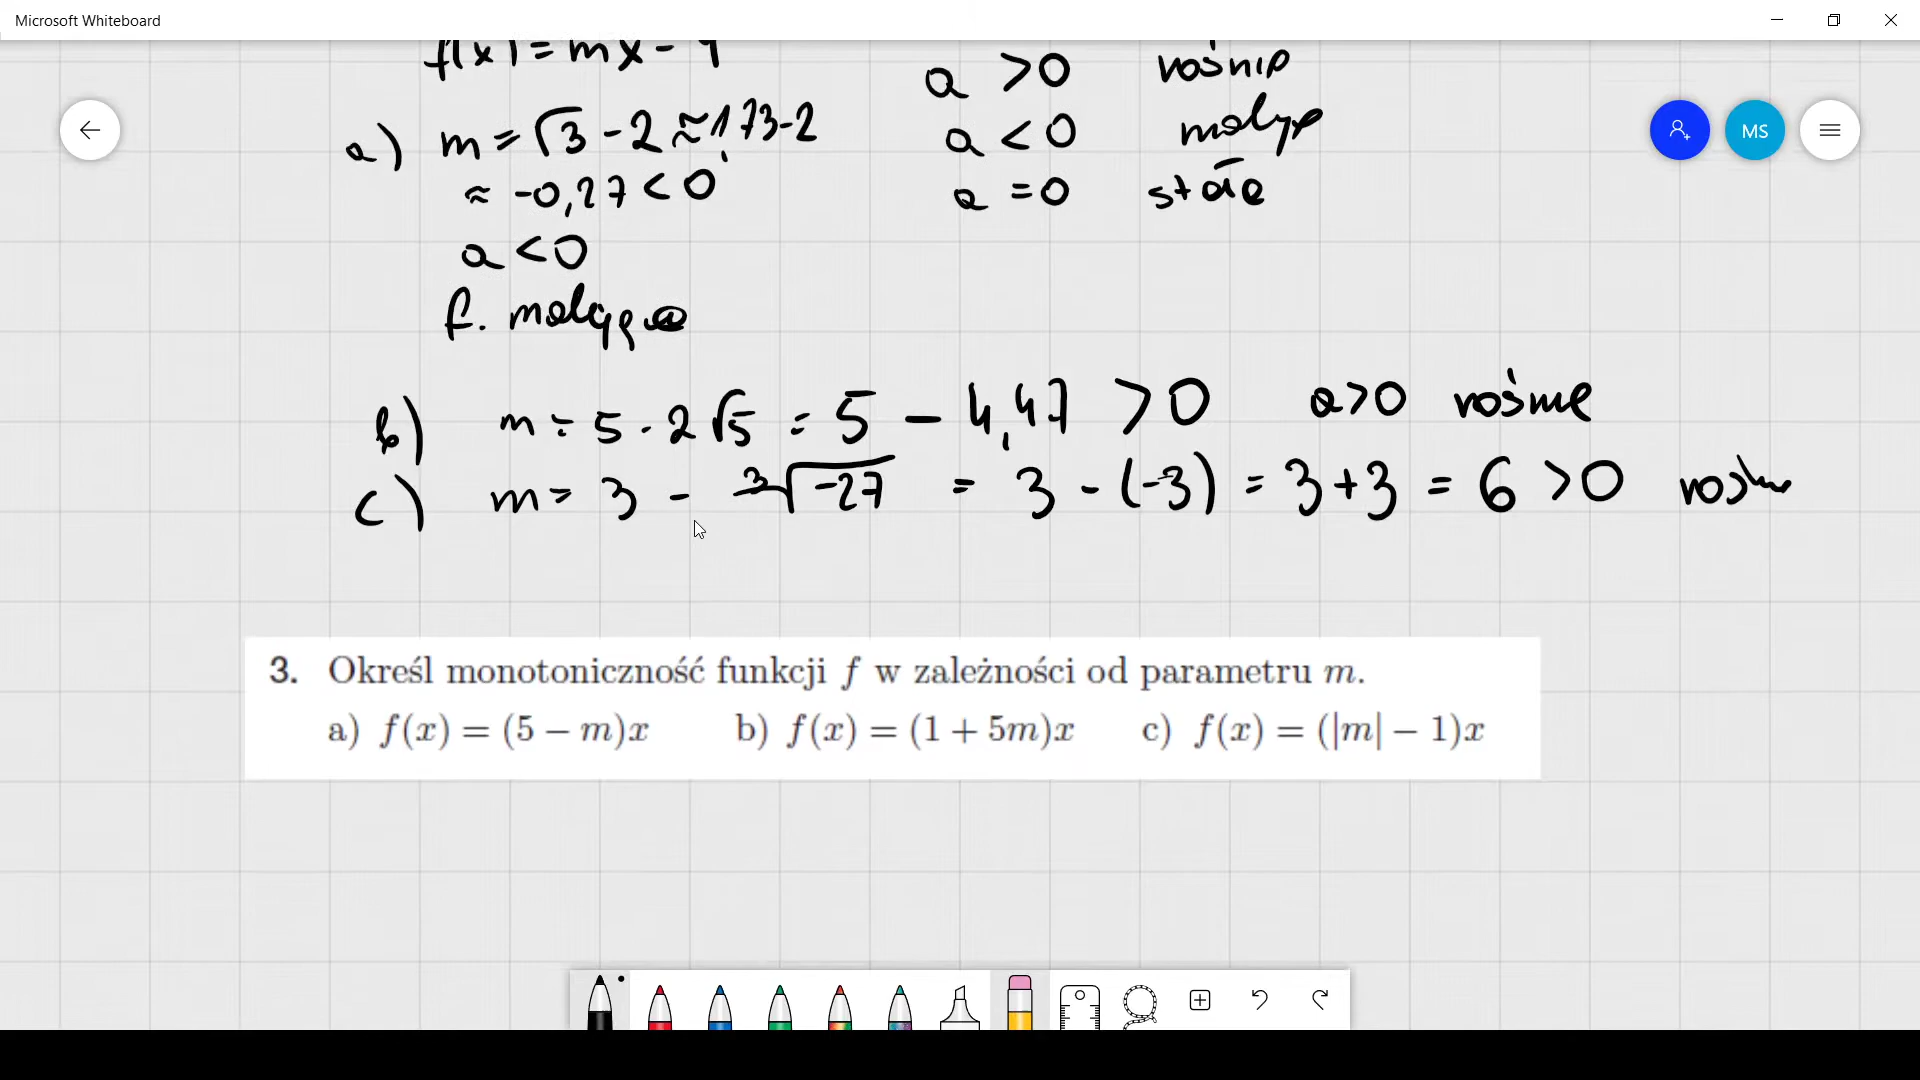 Microsoft Whiteboard
f(x) = mx -
a > 0 rośnie
a) m = √3 - 2 ≈ 1,73 - 2
a < 0 maleje
≈ -0,27 < 0
a = 0 stała
a < 0
f. malejąca
MS
b) m = 5 - 2√5 = 5 - 4,47 > 0 a > 0 rośnie
c) m = 3 - ³√-27 = 3 - (-3) = 3 + 3 = 6 > 0
3. Określ monotoniczność funkcji f w zależności od parametru m.
a) f(x) = (5 − m)x b) f(x) = (1 + 5m)x c) f(x) = (|m| − 1)x